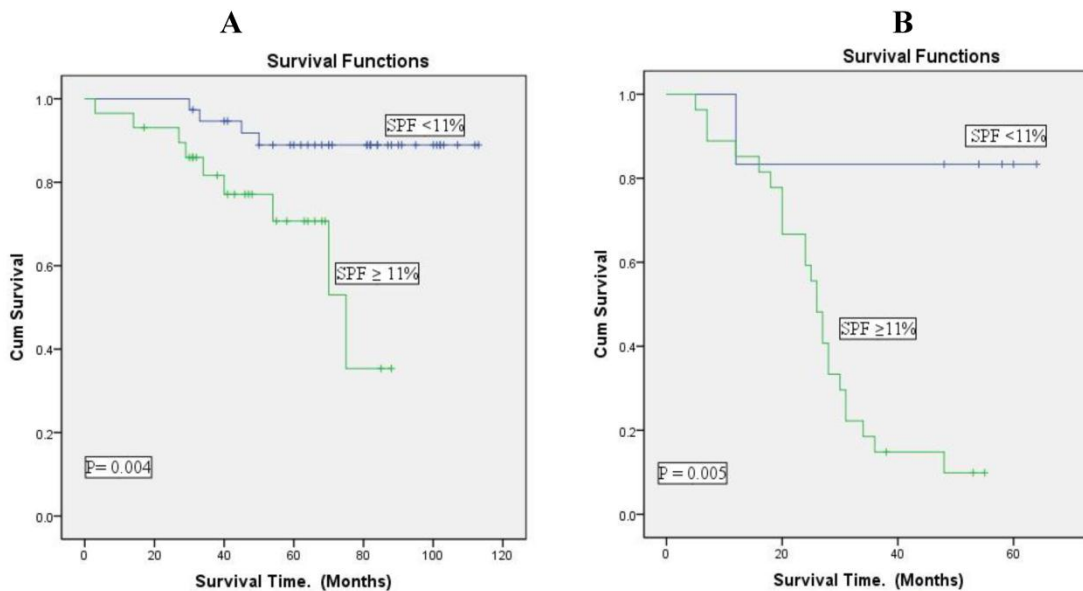 A
Survival Functions
1.0
0.8
0.6
0.4
0.2
0.0
Cum Survival
SPF <11%
SPF ≥ 11%
P= 0.004
0
20
40
60
80
100
120
Survival Time. (Months)
B
Survival Functions
1.0
0.8
0.6
0.4
0.2
0.0
Cum Survival
SPF <11%
SPF ≥11%
P = 0.005
0
20
40
60
Survival Time. (Months)